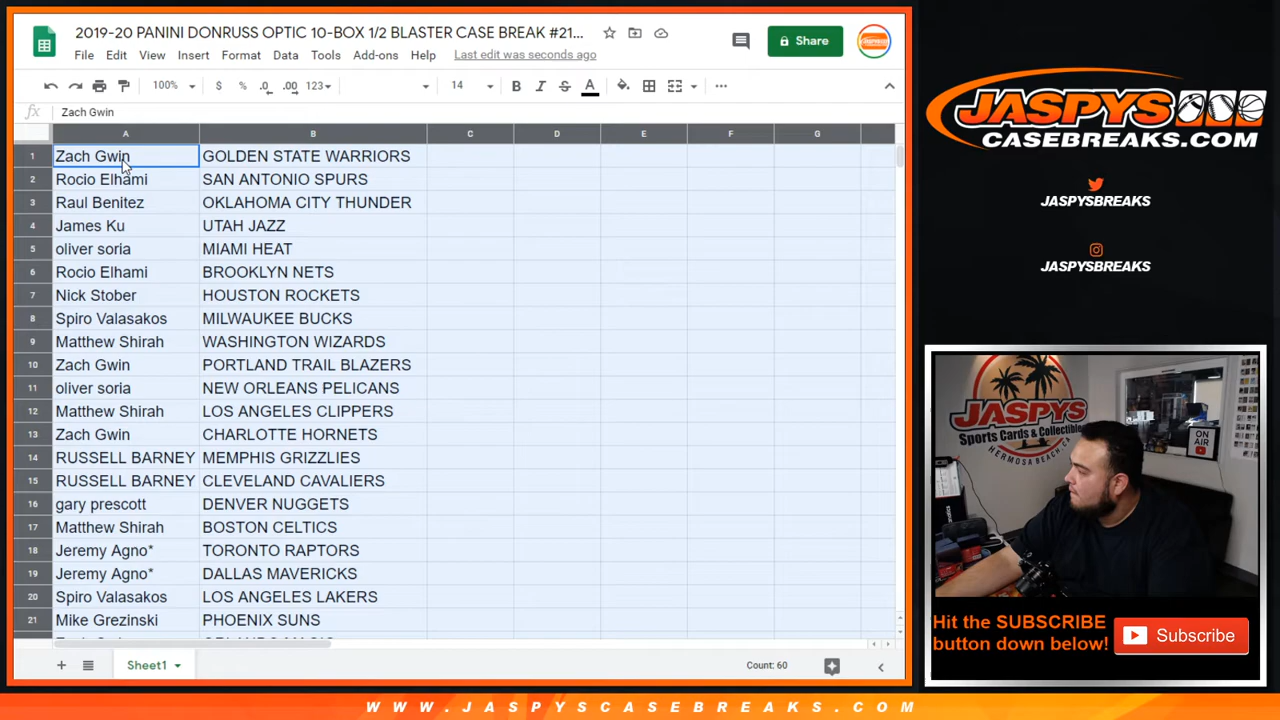 2019-20 PANINI DONRUSS OPTIC 10-BOX 1/2 BLASTER CASE BREAK #21...
File Edit View Insert Format Data Tools Add-ons Help Last edit was seconds ago
Share
100% $ % .0 .00 123 14 B I S A
fx Zach Gwin
A B C D E F G
1 Zach Gwin GOLDEN STATE WARRIORS
2 Rocio Elhami SAN ANTONIO SPURS
3 Raul Benitez OKLAHOMA CITY THUNDER
4 James Ku UTAH JAZZ
5 oliver soria MIAMI HEAT
6 Rocio Elhami BROOKLYN NETS
7 Nick Stober HOUSTON ROCKETS
8 Spiro Valasakos MILWAUKEE BUCKS
9 Matthew Shirah WASHINGTON WIZARDS
10 Zach Gwin PORTLAND TRAIL BLAZERS
11 oliver soria NEW ORLEANS PELICANS
12 Matthew Shirah LOS ANGELES CLIPPERS
13 Zach Gwin CHARLOTTE HORNETS
14 RUSSELL BARNEY MEMPHIS GRIZZLIES
15 RUSSELL BARNEY CLEVELAND CAVALIERS
16 gary prescott DENVER NUGGETS
17 Matthew Shirah BOSTON CELTICS
18 Jeremy Agno* TORONTO RAPTORS
19 Jeremy Agno* DALLAS MAVERICKS
20 Spiro Valasakos LOS ANGELES LAKERS
21 Mike Grezinski PHOENIX SUNS
Sheet1
Count: 60
JASPYS
CASEBREAKS.COM
JASPYSBREAKS
JASPYSBREAKS
JASPYS
Sports Cards & Collectibles
HERMOSA BEACH, CA
ON AIR
Hit the SUBSCRIBE
button down below!
Subscribe
WWW.JASPYSCASEBREAKS.COM